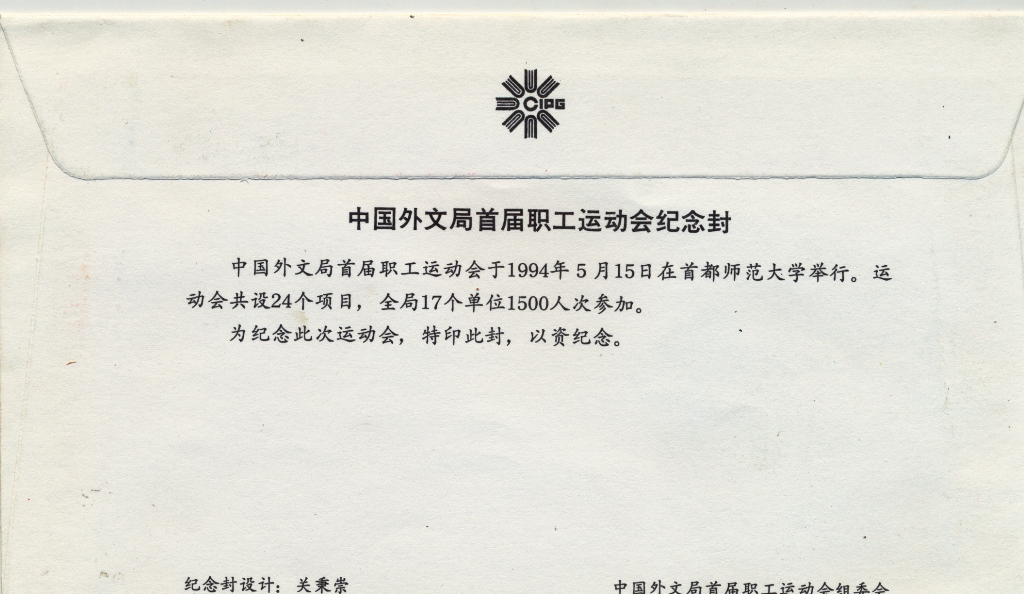 CIPG
中国外文局首届职工运动会纪念封
中国外文局首届职工运动会于1994年5月15日在首都师范大学举行。运
动会共设24个项目，全局17个单位1500人次参加。
为纪念此次运动会，特印此封，以资纪念。
纪念封设计：关秉崇
中国外文局首届职工运动会组委会